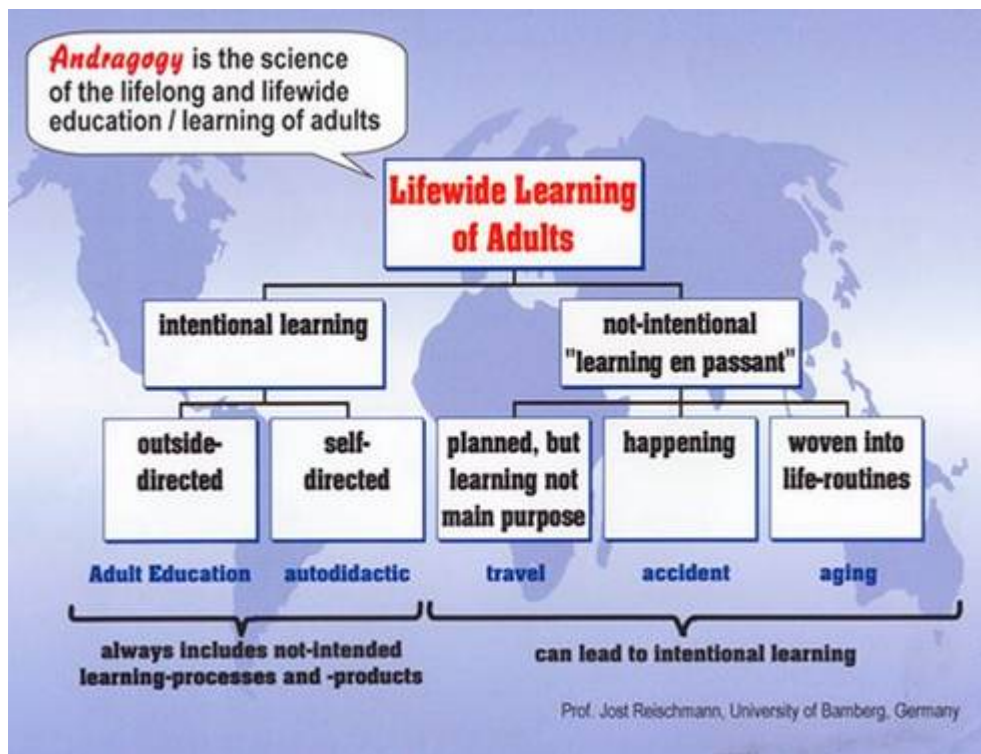 Andragogy is the science
of the lifelong and lifewide
education / learning of adults
Lifewide Learning
of Adults
intentional learning
not-intentional
"learning en passant"
outside-
directed
self-
directed
planned, but
learning not
main purpose
happening
woven into
life-routines
Adult Education
autodidactic
travel
accident
aging
always includes not-intended
learning-processes and -products
can lead to intentional learning
Prof. Jost Reischmann, University of Bamberg, Germany